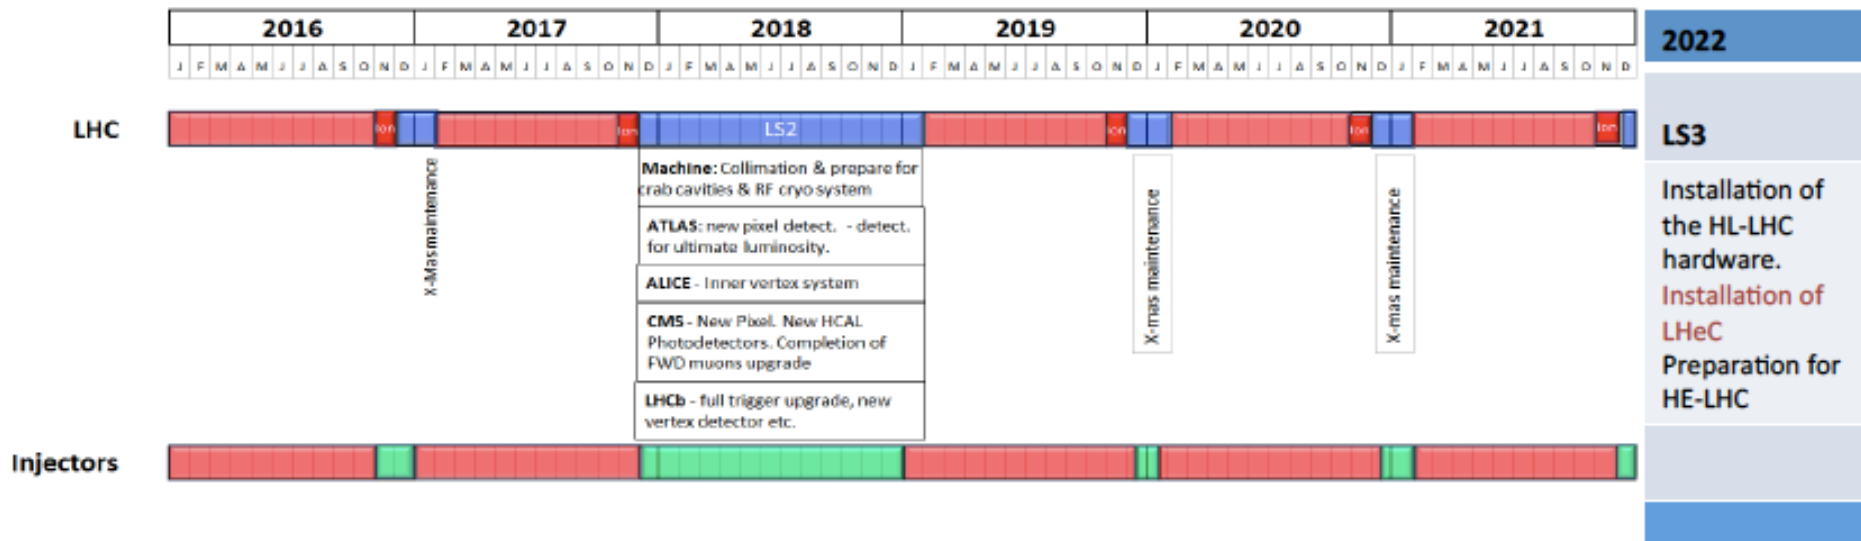 2016 2017 2018 2019 2020 2021 2022
J F M A M J J A S O N D J F M A M J J A S O N D J F M A M J J A S O N D J F M A M J J A S O N D J F M A M J J A S O N D J F M A M J J A S O N D
LHC Ion Ion LS2 Ion Ion Ion LS3
X-Masmaintenance
Machine: Collimation & prepare for
crab cavities & RF cryo system
ATLAS: new pixel detect. - detect.
for ultimate luminosity.
ALICE - Inner vertex system
CMS - New Pixel. New HCAL
Photodetectors. Completion of
FWD muons upgrade
LHCb - full trigger upgrade, new
vertex detector etc.
X-mas maintenance
X-mas maintenance
Installation of
the HL-LHC
hardware.
Installation of
LHeC
Preparation for
HE-LHC
Injectors